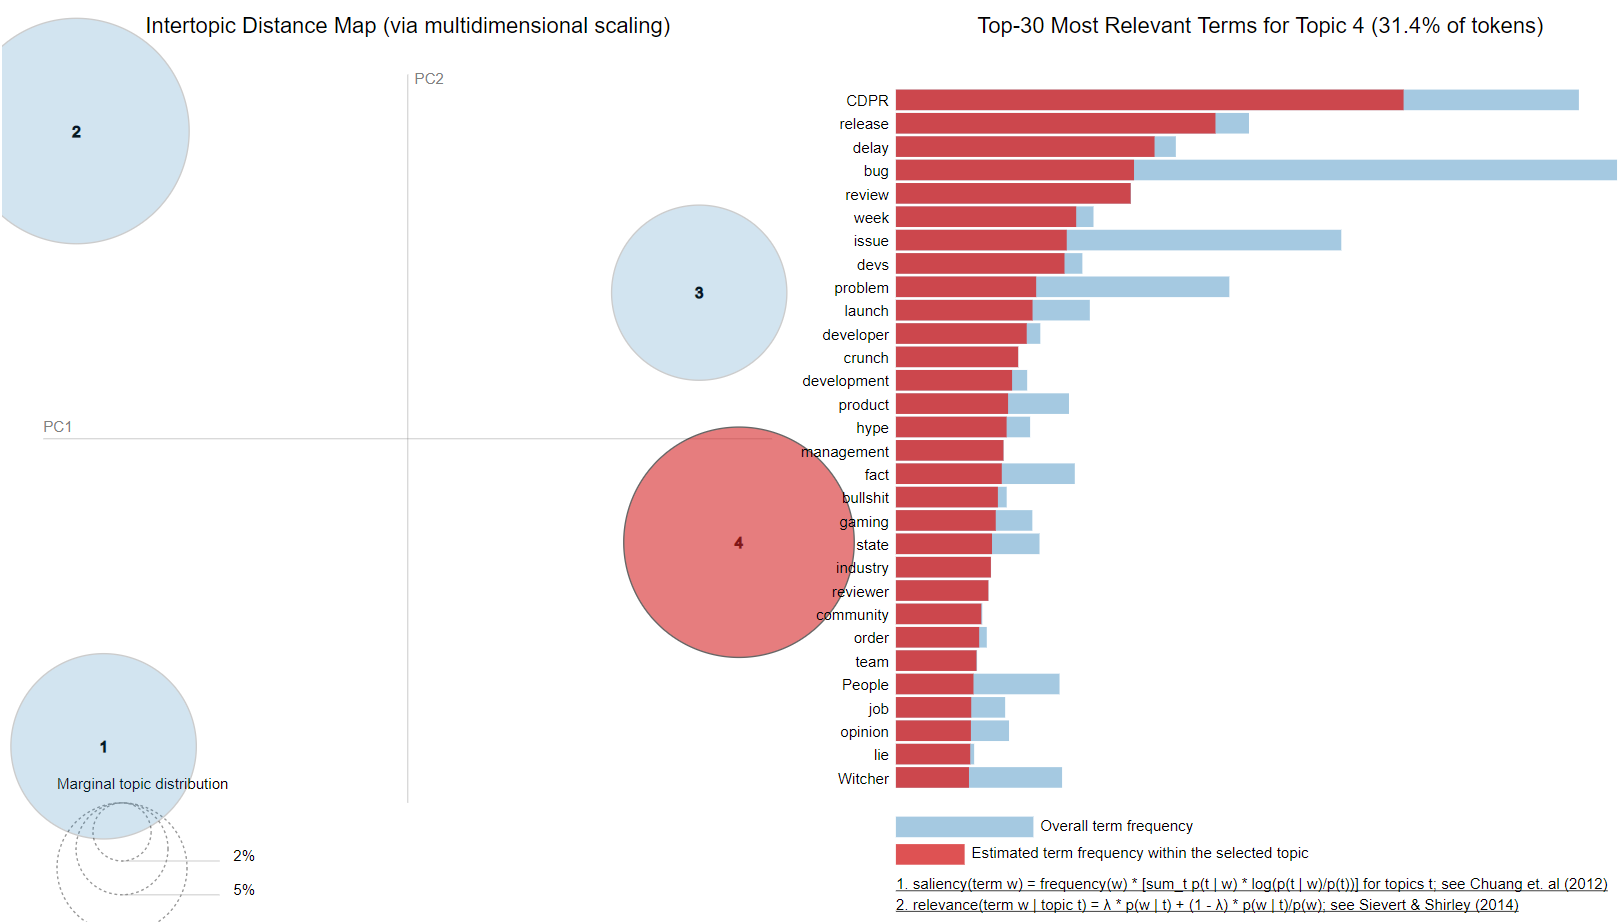 Intertopic Distance Map (via multidimensional scaling)
PC2
PC1
2
3
4
1
Marginal topic distribution
2%
5%
Top-30 Most Relevant Terms for Topic 4 (31.4% of tokens)
CDPR
release
delay
bug
review
week
issue
devs
problem
launch
developer
crunch
development
product
hype
management
fact
bullshit
gaming
state
industry
reviewer
community
order
team
People
job
opinion
lie
Witcher
Overall term frequency
Estimated term frequency within the selected topic
1. saliency(term w) = frequency(w) * [sum_t p(t | w) * log(p(t | w)/p(t))] for topics t; see Chuang et. al (2012)
2. relevance(term w | topic t) = λ * p(w | t) + (1 - λ) * p(w | t)/p(w); see Sievert & Shirley (2014)